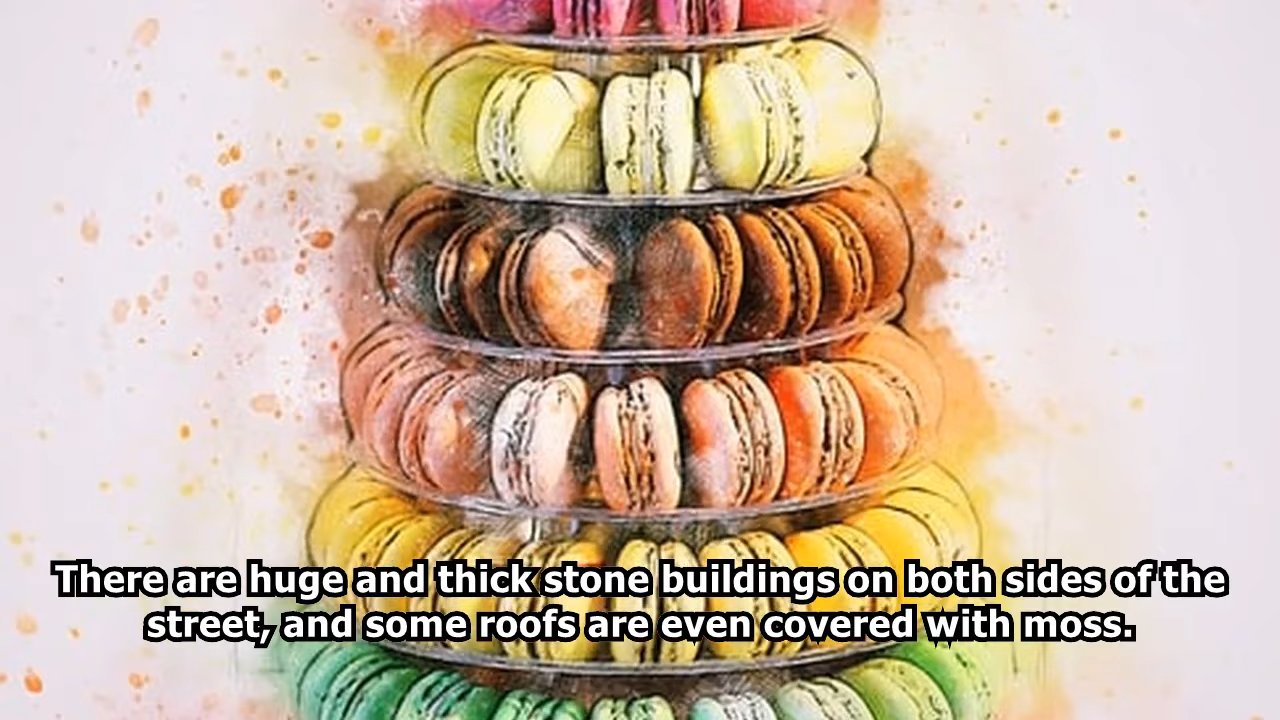 There are huge and thick stone buildings on both sides of the
street, and some roofs are even covered with moss.